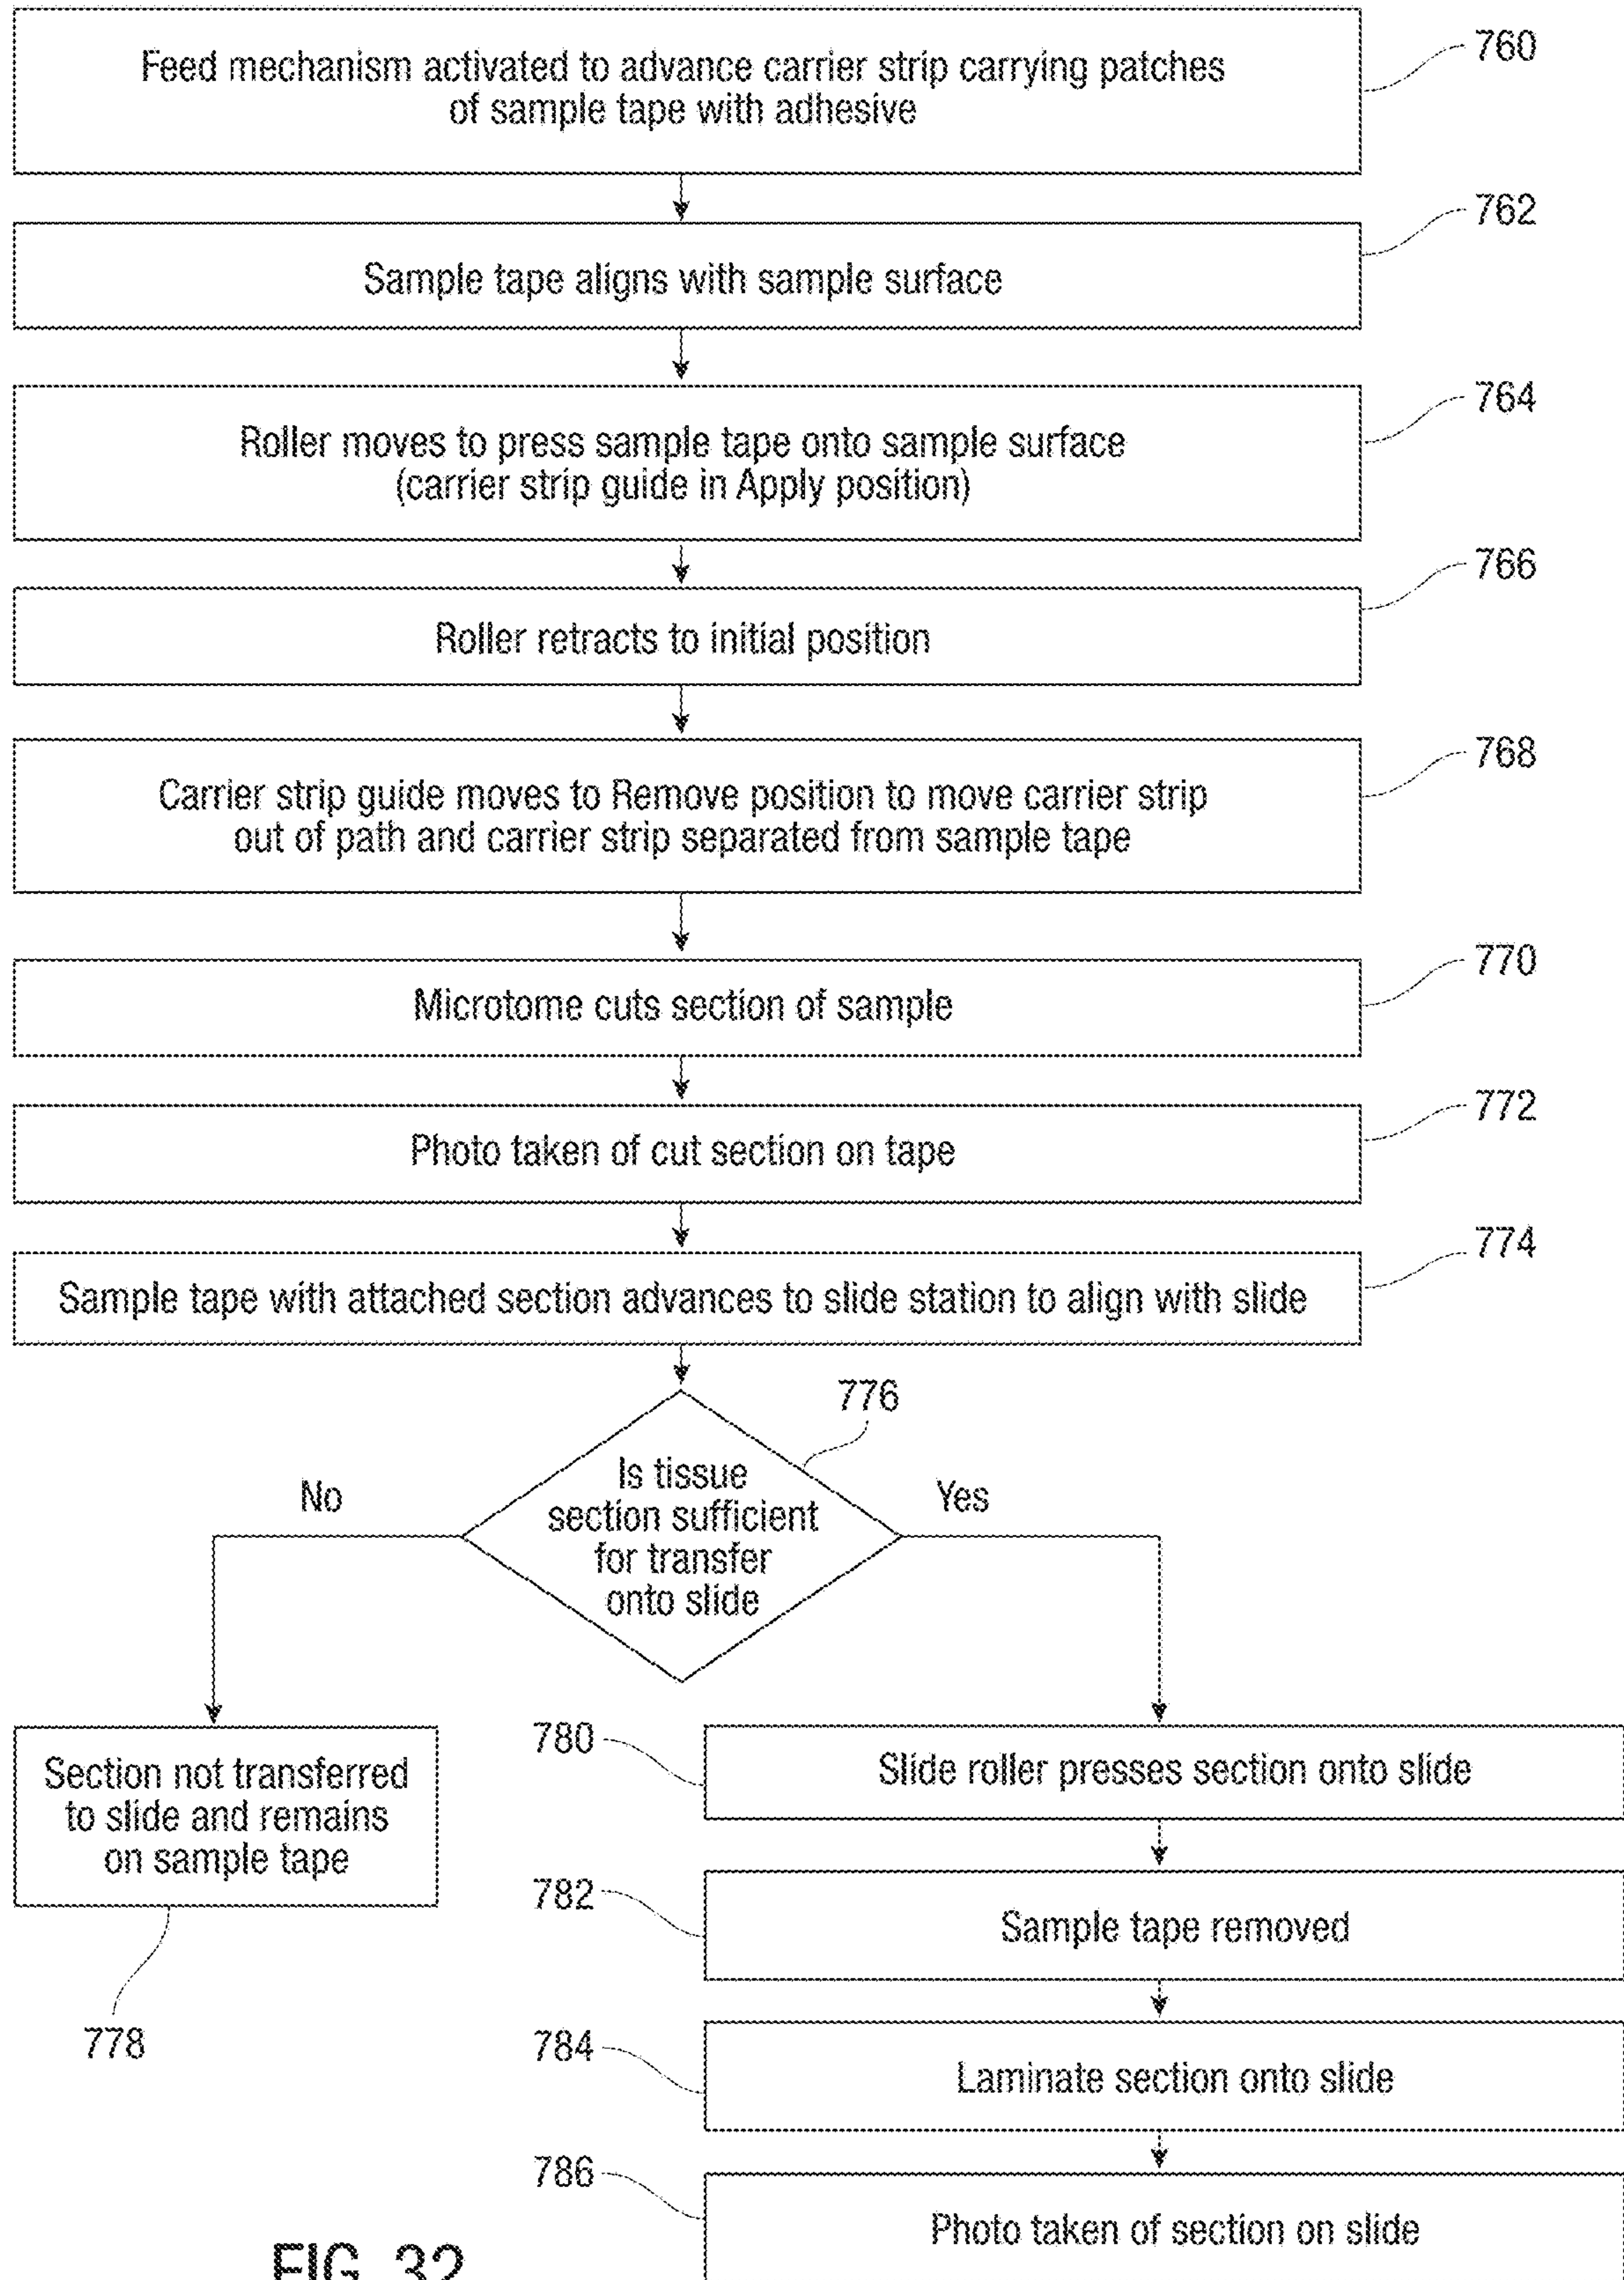 Feed mechanism activated to advance carrier strip carrying patches
of sample tape with adhesive
760
Sample tape aligns with sample surface
762
Roller moves to press sample tape onto sample surface
(carrier strip guide in Apply position)
764
Roller retracts to initial position
766
Carrier strip guide moves to Remove position to move carrier strip
out of path and carrier strip separated from sample tape
768
Microtome cuts section of sample
770
Photo taken of cut section on tape
772
Sample tape with attached section advances to slide station to align with slide
774
776
Is tissue
section sufficient
for transfer
onto slide
No
Yes
Section not transferred
to slide and remains
on sample tape
778
780
Slide roller presses section onto slide
782
Sample tape removed
784
Laminate section onto slide
786
Photo taken of section on slide
FIG. 32